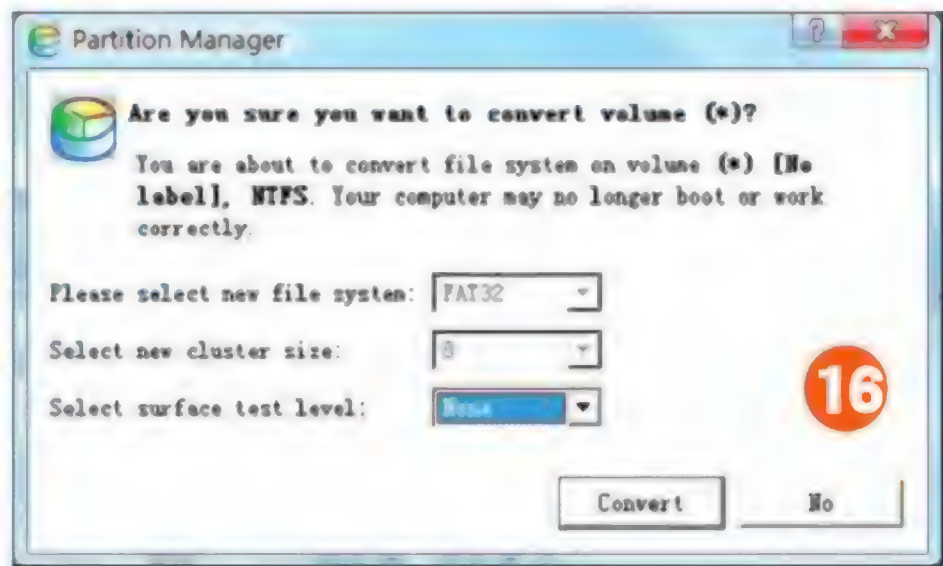 Partition Manager
Are you sure you want to convert volume (*)?
You are about to convert file system on volume (*) [No
label], NTFS. Your computer may no longer boot or work
correctly.
Please select new file system: FAT32
Select new cluster size: 0
Select surface test level: None
16
Convert No